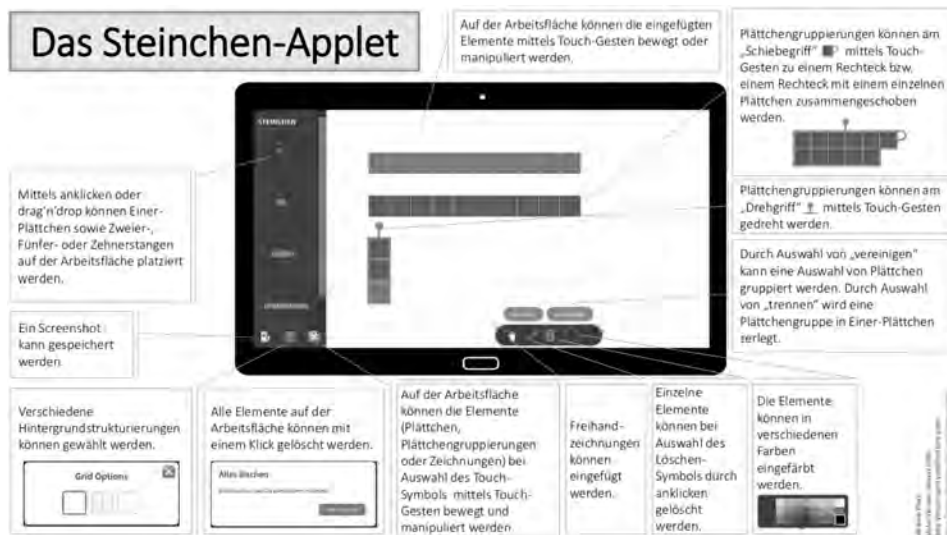 Das Steinchen-Applet
Auf der Arbeitsfläche können die eingefügten
Elemente mittels Touch-Gesten bewegt oder
manipuliert werden.
Plättchengruppierungen können am
„Schiebegriff" mittels Touch-
Gesten zu einem Rechteck bzw.
einem Rechteck mit einem einzelnen
Plättchen zusammengeschoben
werden.
STEINCHEN
Mittels anklicken oder
drag'n'drop können Einer-
Plättchen sowie Zweier-,
Fünfer- oder Zehnerstangen
auf der Arbeitsfläche platziert
werden.
Plättchengruppierungen können am
„Drehgriff" mittels Touch-Gesten
gedreht werden.
Durch Auswahl von „vereinigen"
kann eine Auswahl von Plättchen
gruppiert werden. Durch Auswahl
von „trennen" wird eine
Plättchengruppe in Einer-Plättchen
zerlegt.
Ein Screenshot
kann gespeichert
werden.
Verschiedene
Hintergrundstrukturierungen
können gewählt werden.
Grid Options
Alle Elemente auf der
Arbeitsfläche können mit
einem Klick gelöscht werden.
Alles löschen
Auf der Arbeitsfläche
können die Elemente
(Plättchen,
Plättchengruppierungen
oder Zeichnungen) bei
Auswahl des Touch-
Symbols mittels Touch-
Gesten bewegt und
manipuliert werden
Freihand-
zeichnungen
können
eingefügt
werden.
Einzelne
Elemente
können bei
Auswahl des
Löschen-
Symbols durch
anklicken
gelöscht
werden.
Die Elemente
können in
verschiedenen
Farben
eingefärbt
werden.